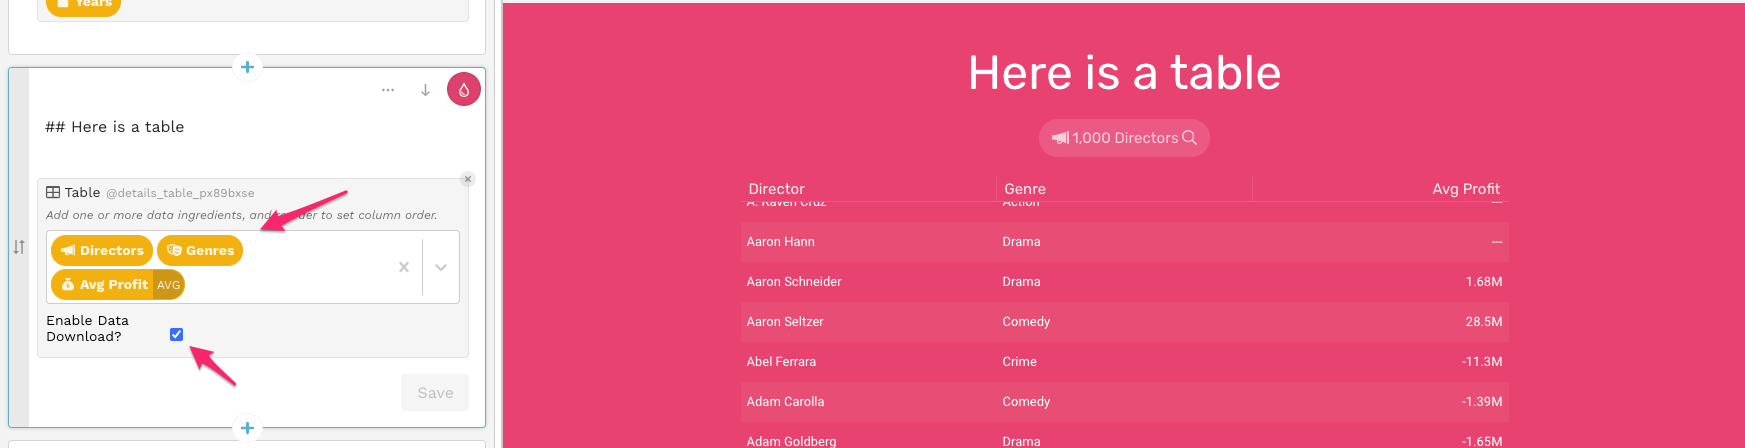 Years
## Here is a table
Table @details_table_px89bxse
Add one or more data ingredients, and to set column order.
Directors Genres
Avg Profit AVG
Enable Data
Download?
Save
Here is a table
1,000 Directors
Director Genre Avg Profit
A. Raven Cruz Action ---
Aaron Hann Drama ---
Aaron Schneider Drama 1.68M
Aaron Seltzer Comedy 28.5M
Abel Ferrara Crime -11.3M
Adam Carolla Comedy -1.39M
Adam Goldberg Drama -1.65M